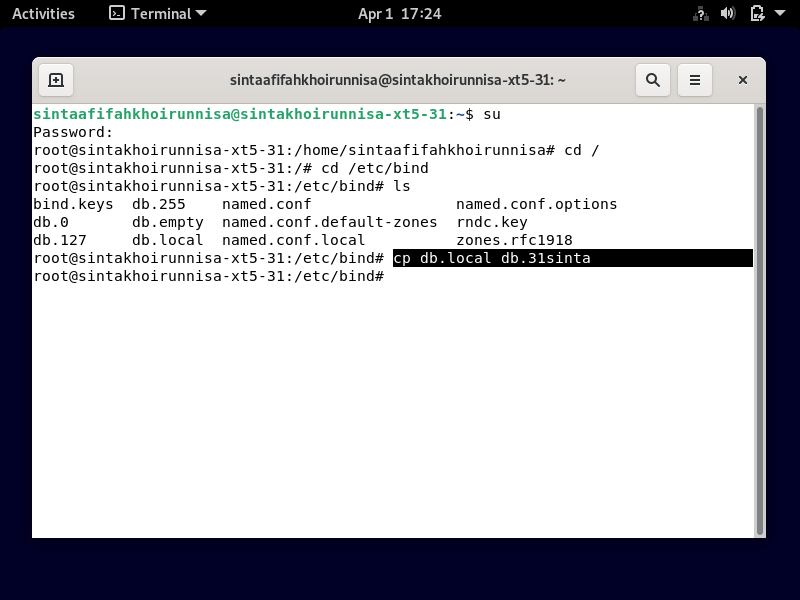 Activities Terminal Apr 1 17:24
sintaafifahkhoirunnisa@sintakhoirunnisa-xt5-31: ~
sintaafifahkhoirunnisa@sintakhoirunnisa-xt5-31:~$ su
Password:
root@sintakhoirunnisa-xt5-31:/home/sintaafifahkhoirunnisa# cd /
root@sintakhoirunnisa-xt5-31:/# cd /etc/bind
root@sintakhoirunnisa-xt5-31:/etc/bind# ls
bind.keys db.255 named.conf named.conf.options
db.0 db.empty named.conf.default-zones rndc.key
db.127 db.local named.conf.local zones.rfc1918
root@sintakhoirunnisa-xt5-31:/etc/bind# cp db.local db.31sinta
root@sintakhoirunnisa-xt5-31:/etc/bind#